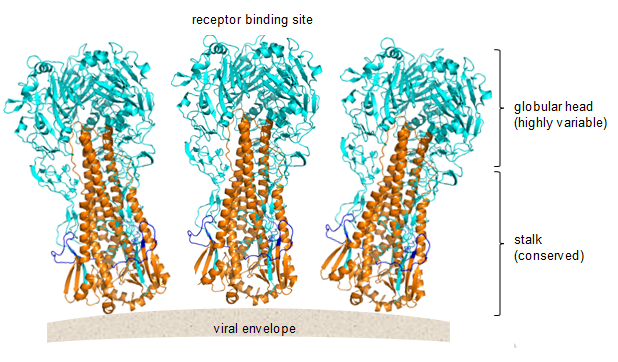 receptor binding site
globular head
(highly variable)
stalk
(conserved)
viral envelope